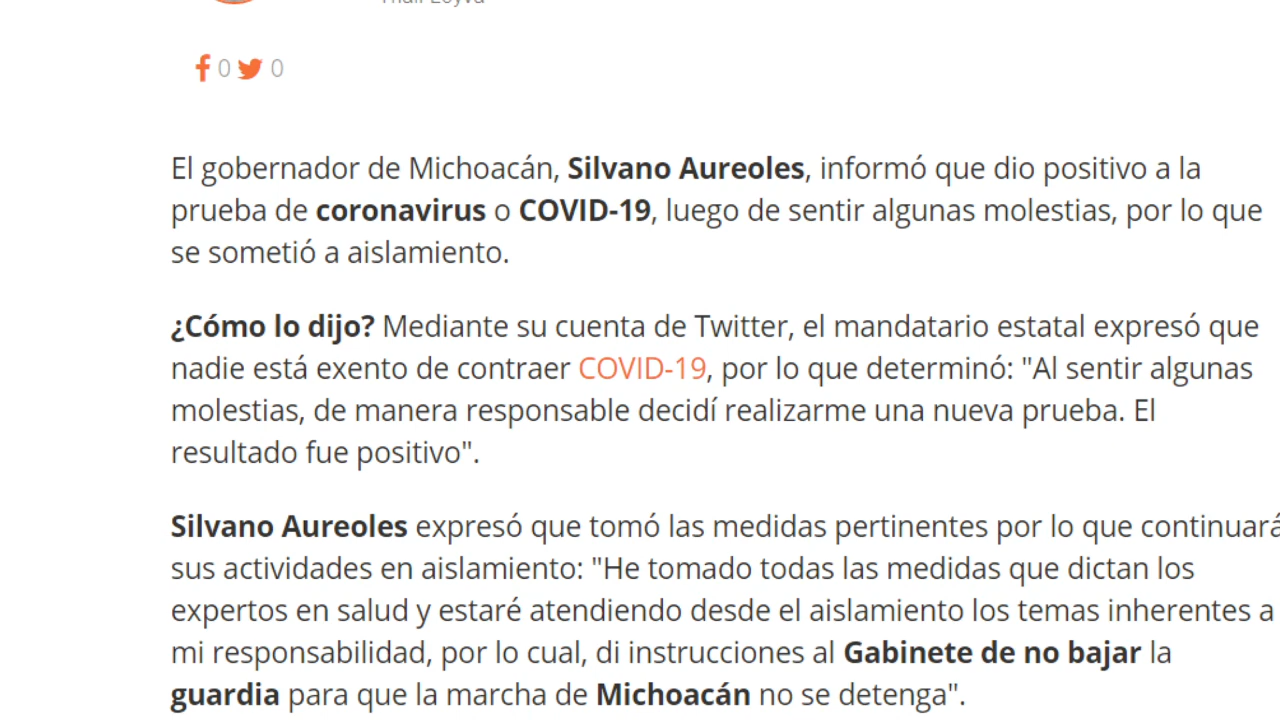 0 0
El gobernador de Michoacán, Silvano Aureoles, informó que dio positivo a la
prueba de coronavirus o COVID-19, luego de sentir algunas molestias, por lo que
se sometió a aislamiento.
¿Cómo lo dijo? Mediante su cuenta de Twitter, el mandatario estatal expresó que
nadie está exento de contraer COVID-19, por lo que determinó: "Al sentir algunas
molestias, de manera responsable decidí realizarme una nueva prueba. El
resultado fue positivo".
Silvano Aureoles expresó que tomó las medidas pertinentes por lo que continuará
sus actividades en aislamiento: "He tomado todas las medidas que dictan los
expertos en salud y estaré atendiendo desde el aislamiento los temas inherentes a
mi responsabilidad, por lo cual, di instrucciones al Gabinete de no bajar la
guardia para que la marcha de Michoacán no se detenga".